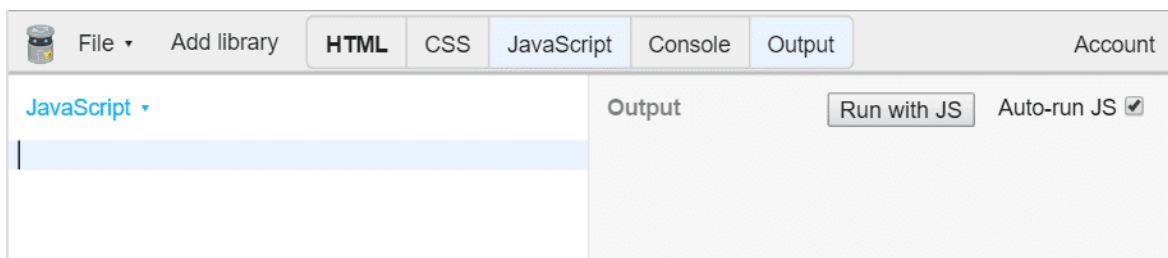 File Add library HTML CSS JavaScript Console Output Account
JavaScript Output Run with JS Auto-run JS